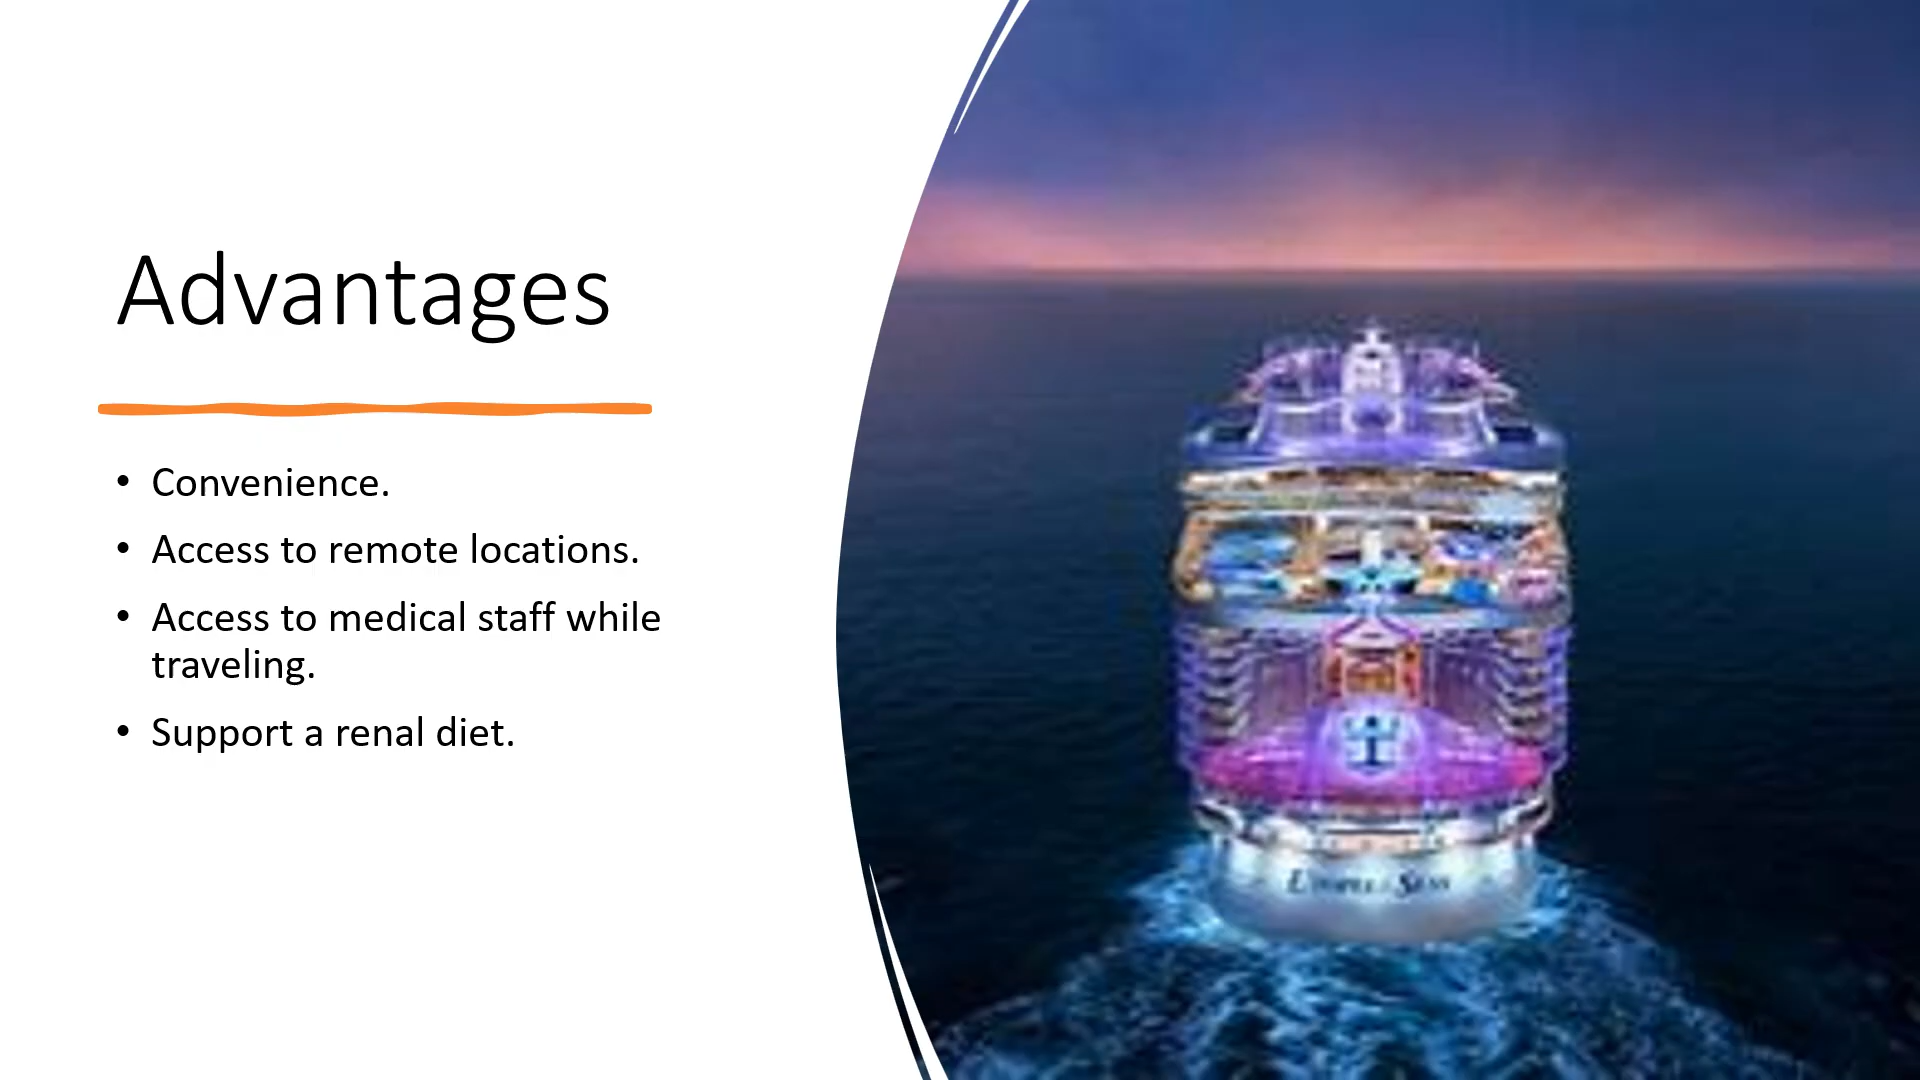 Advantages
• Convenience.
• Access to remote locations.
• Access to medical staff while
traveling.
• Support a renal diet.